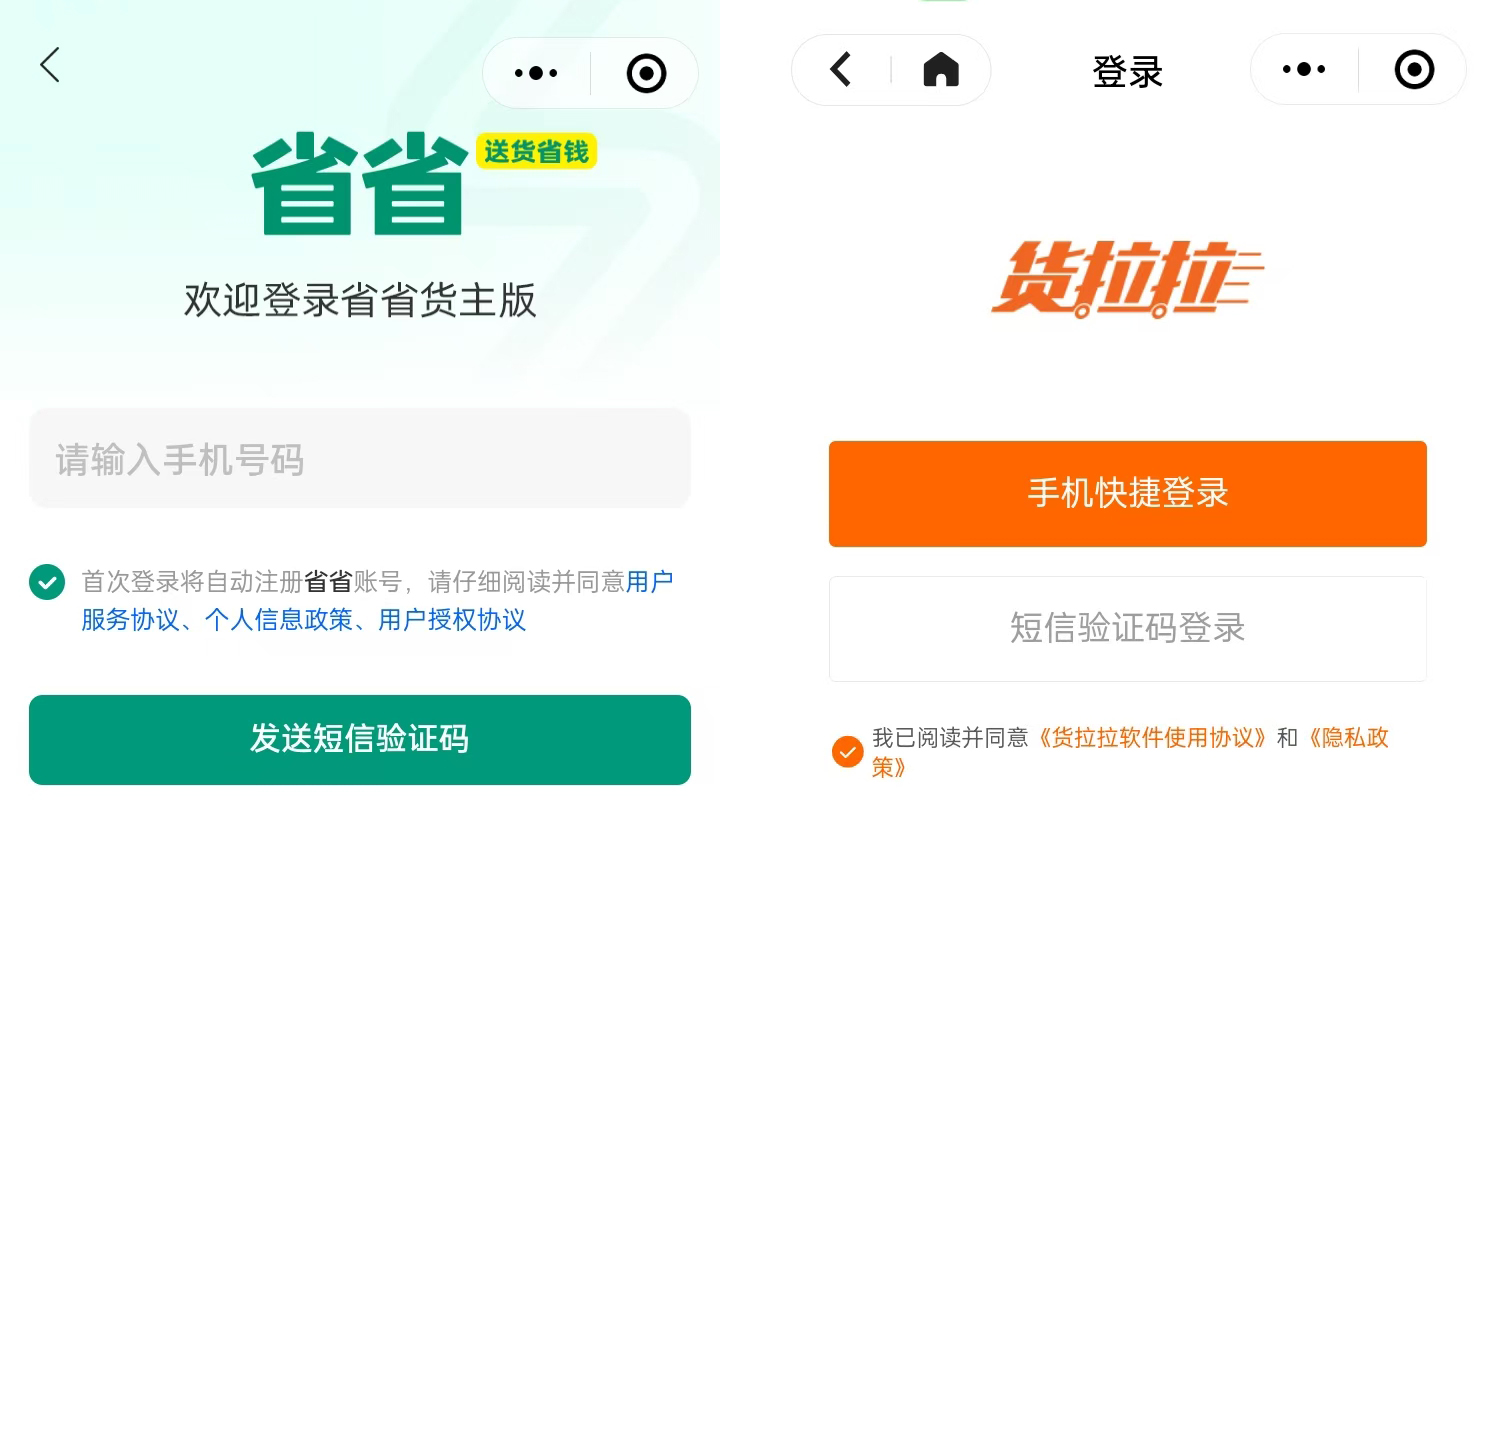 省省
送货省钱
欢迎登录省省货主版
请输入手机号码
首次登录将自动注册省省账号，请仔细阅读并同意用户
服务协议、个人信息政策、用户授权协议
发送短信验证码
登录
货拉拉
手机快捷登录
短信验证码登录
我已阅读并同意《货拉拉软件使用协议》和《隐私政
策》